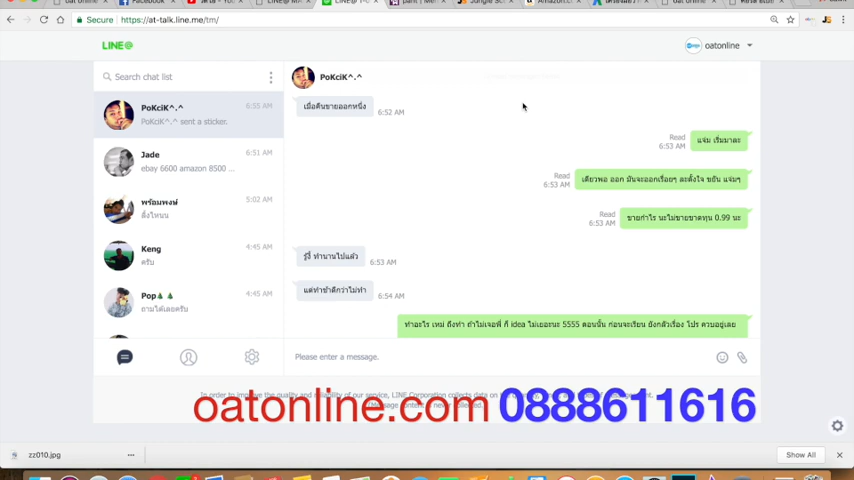 Secure
https://at-talk.line.me/tm/
LINE@
oatonline
Search chat list
PoKciK^.^
PoKciK^.^
6:55 AM
PoKciK^.^ sent a sticker.
Jade
6:51 AM
ebay 6600 amazon 8500 ...
พร้อมพงษ์
5:02 AM
ลิ้งไหนน
Keng
4:45 AM
ครับ
Pop
4:45 AM
ถามได้เลยครับ
เมื่อคืนขายออกหนึ่ง
6:52 AM
Read
6:53 AM
แจ่ม เริ่มมาละ
Read
6:53 AM
เดี๋ยวพอ ออก มันจะออกเรื่อยๆ ละตั้งใจ ขยัน แจ่มๆ
Read
6:53 AM
ขายกำไร นะไม่ขายขาดทุน 0.99 นะ
รู้งี้ ทำนานไปแล้ว
6:53 AM
แต่ทำช้าดีกว่าไม่ทำ
6:54 AM
ทำอะไร เหม่ ถึงทำ ถ้าไม่เจอพี่ ก็ idea ไม่เยอะนะ 5555 ตอนนั้น ก่อนจะเรียน ยังกลัวเรื่อง โปร ควบอยู่เลย
Please enter a message.
oatonline.com 0888611616
zz010.jpg
Show All